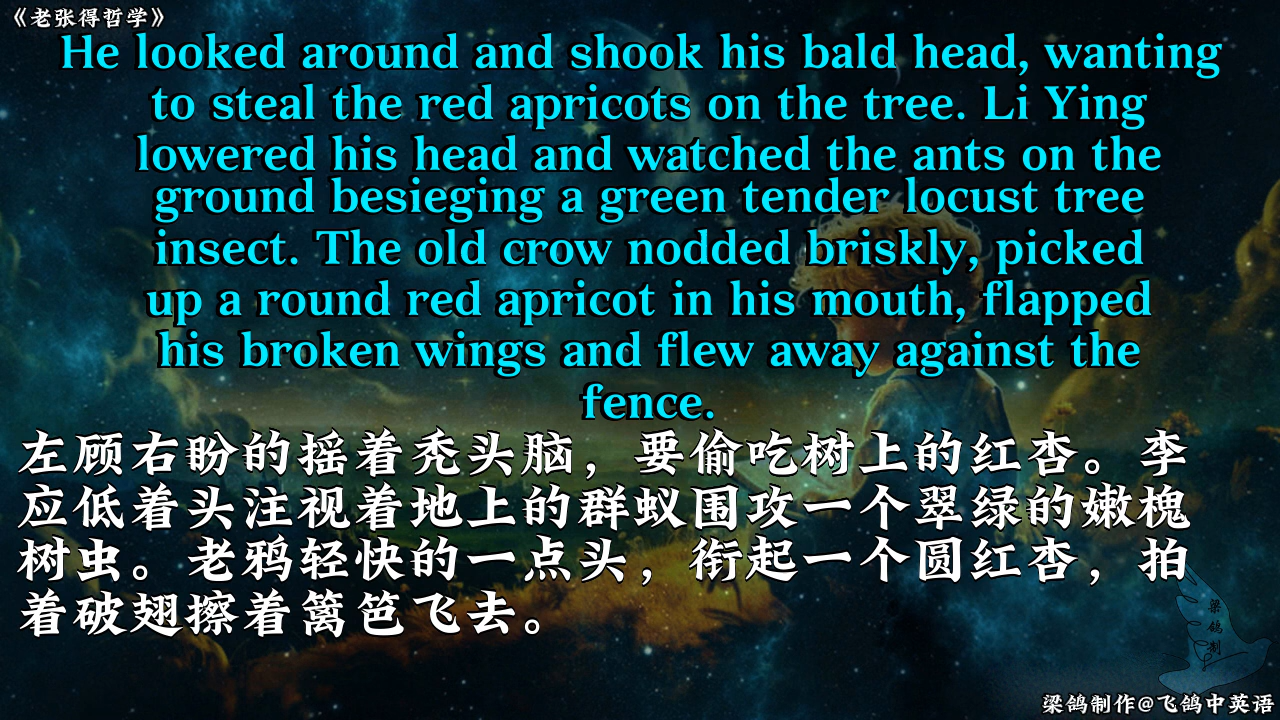 《老张得哲学》
He looked around and shook his bald head, wanting
to steal the red apricots on the tree. Li Ying
lowered his head and watched the ants on the
ground besieging a green tender locust tree
insect. The old crow nodded briskly, picked
up a round red apricot in his mouth, flapped
his broken wings and flew away against the
fence.
左顾右盼的摇着秃头脑，要偷吃树上的红杏。李
应低着头注视着地上的群蚁围攻一个翠绿的嫩槐
树虫。老鸦轻快的一点头，衔起一个圆红杏，拍
着破翅擦着篱笆飞去。
梁
鸽
制
梁鸽制作@飞鸽中英语